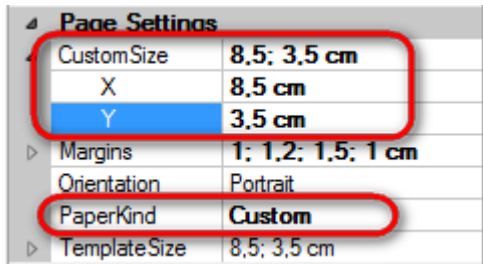 Page Settings
CustomSize 8,5; 3,5 cm
X 8,5 cm
Y 3,5 cm
Margins 1; 1,2; 1,5; 1 cm
Orientation Portrait
PaperKind Custom
TemplateSize 8,5; 3,5 cm